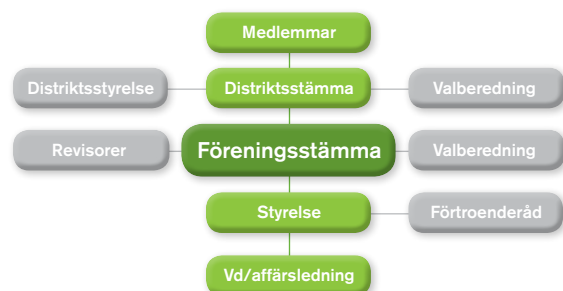 Medlemmar
Distriktsstyrelse
Distriktsstämma
Valberedning
Revisorer
Föreningsstämma
Valberedning
Styrelse
Förtroenderåd
Vd/affärsledning